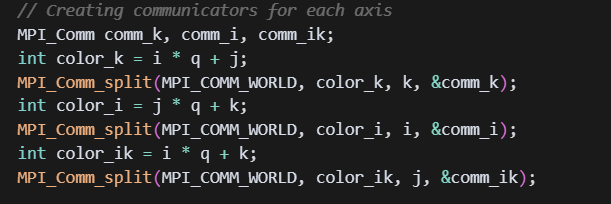 // Creating communicators for each axis
MPI_Comm comm_k, comm_i, comm_ik;
int color_k = i * q + j;
MPI_Comm_split(MPI_COMM_WORLD, color_k, k, &comm_k);
int color_i = j * q + k;
MPI_Comm_split(MPI_COMM_WORLD, color_i, i, &comm_i);
int color_ik = i * q + k;
MPI_Comm_split(MPI_COMM_WORLD, color_ik, j, &comm_ik);